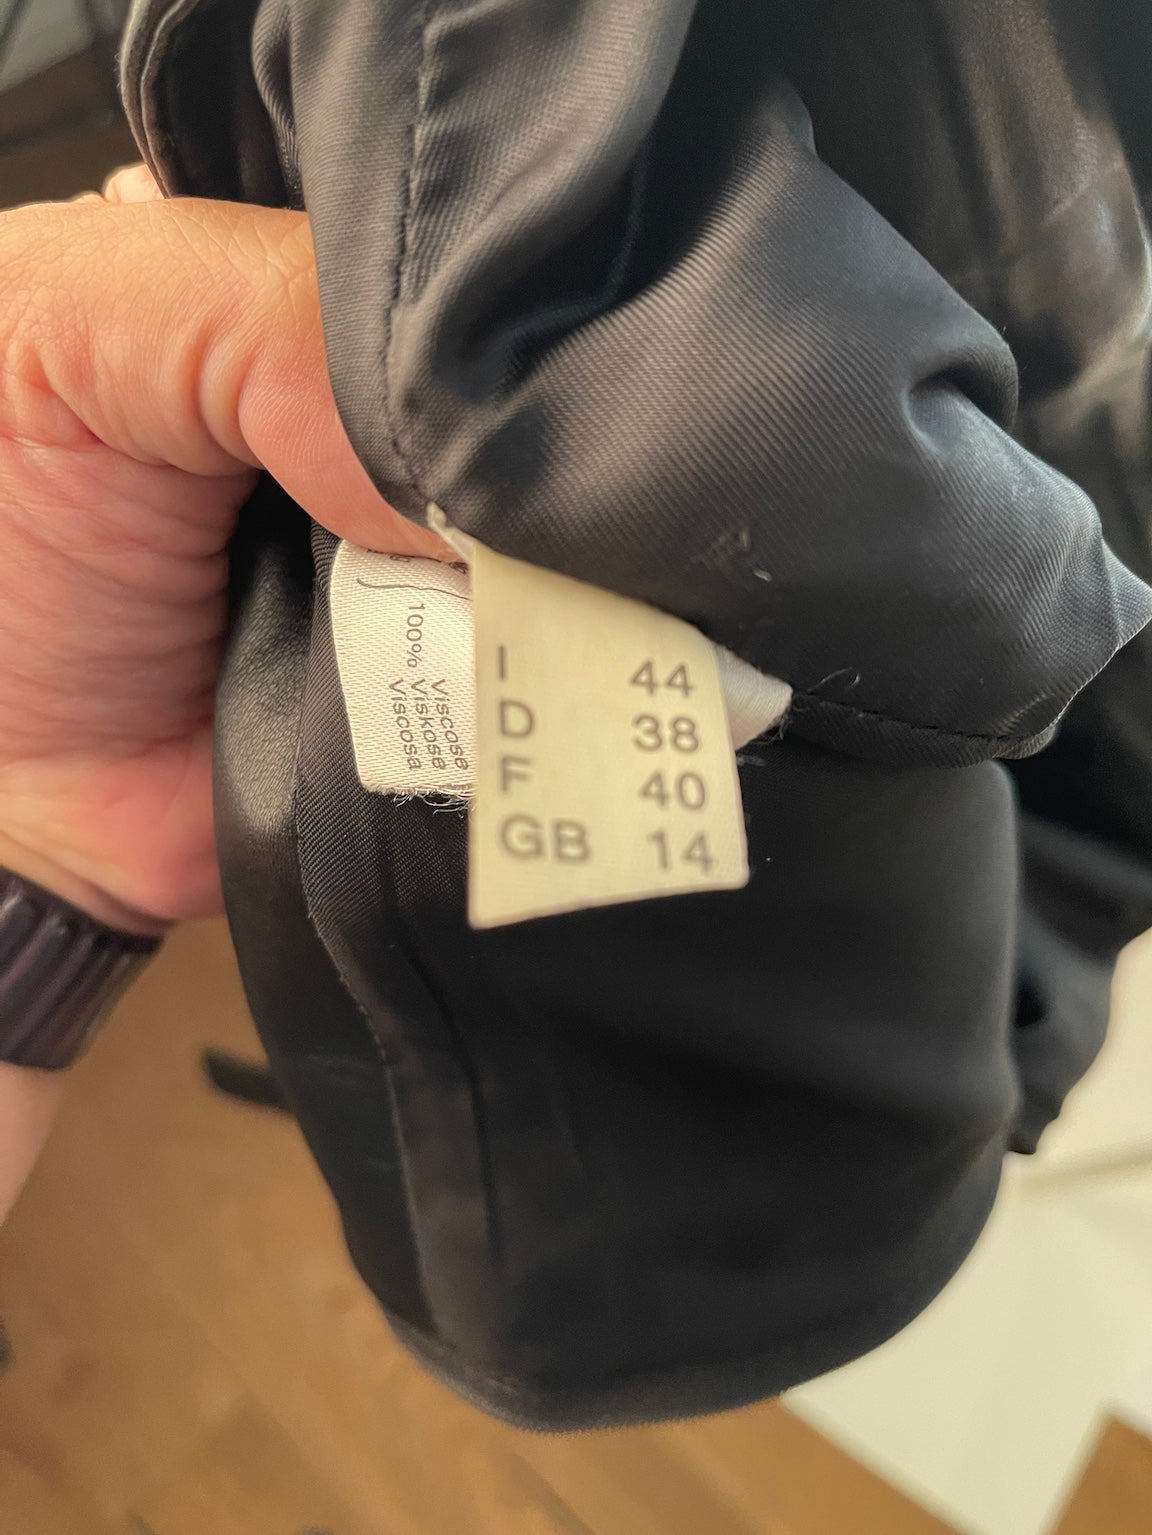 I 44
D 38
F 40
GB 14
100% Viscose
Viskose
Viscosa